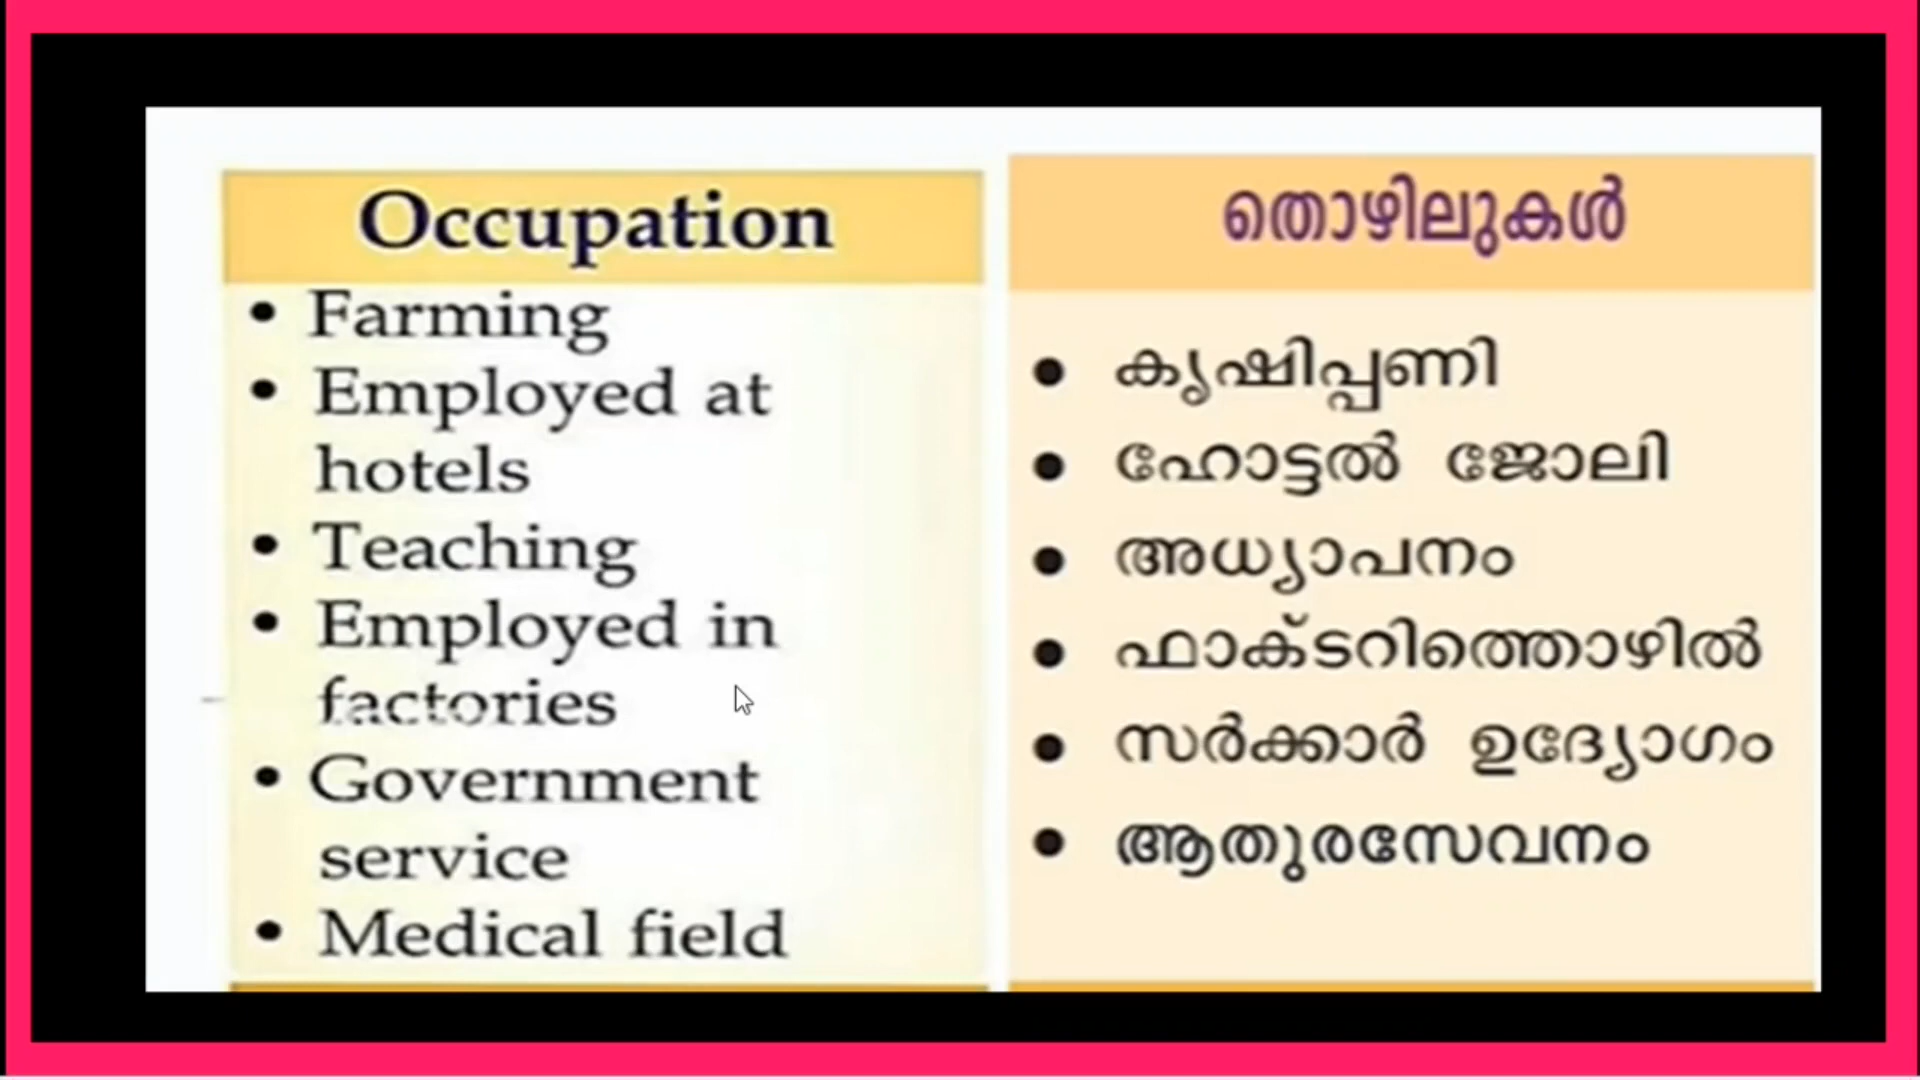 Occupation
• Farming
• Employed at
hotels
• Teaching
• Employed in
factories
• Government
service
• Medical field
തൊഴിലുകൾ
• കൃഷിപ്പണി
• ഹോട്ടൽ ജോലി
• അധ്യാപനം
• ഫാക്ടറിത്തൊഴിൽ
• സർക്കാർ ഉദ്യോഗം
• ആതുരസേവനം